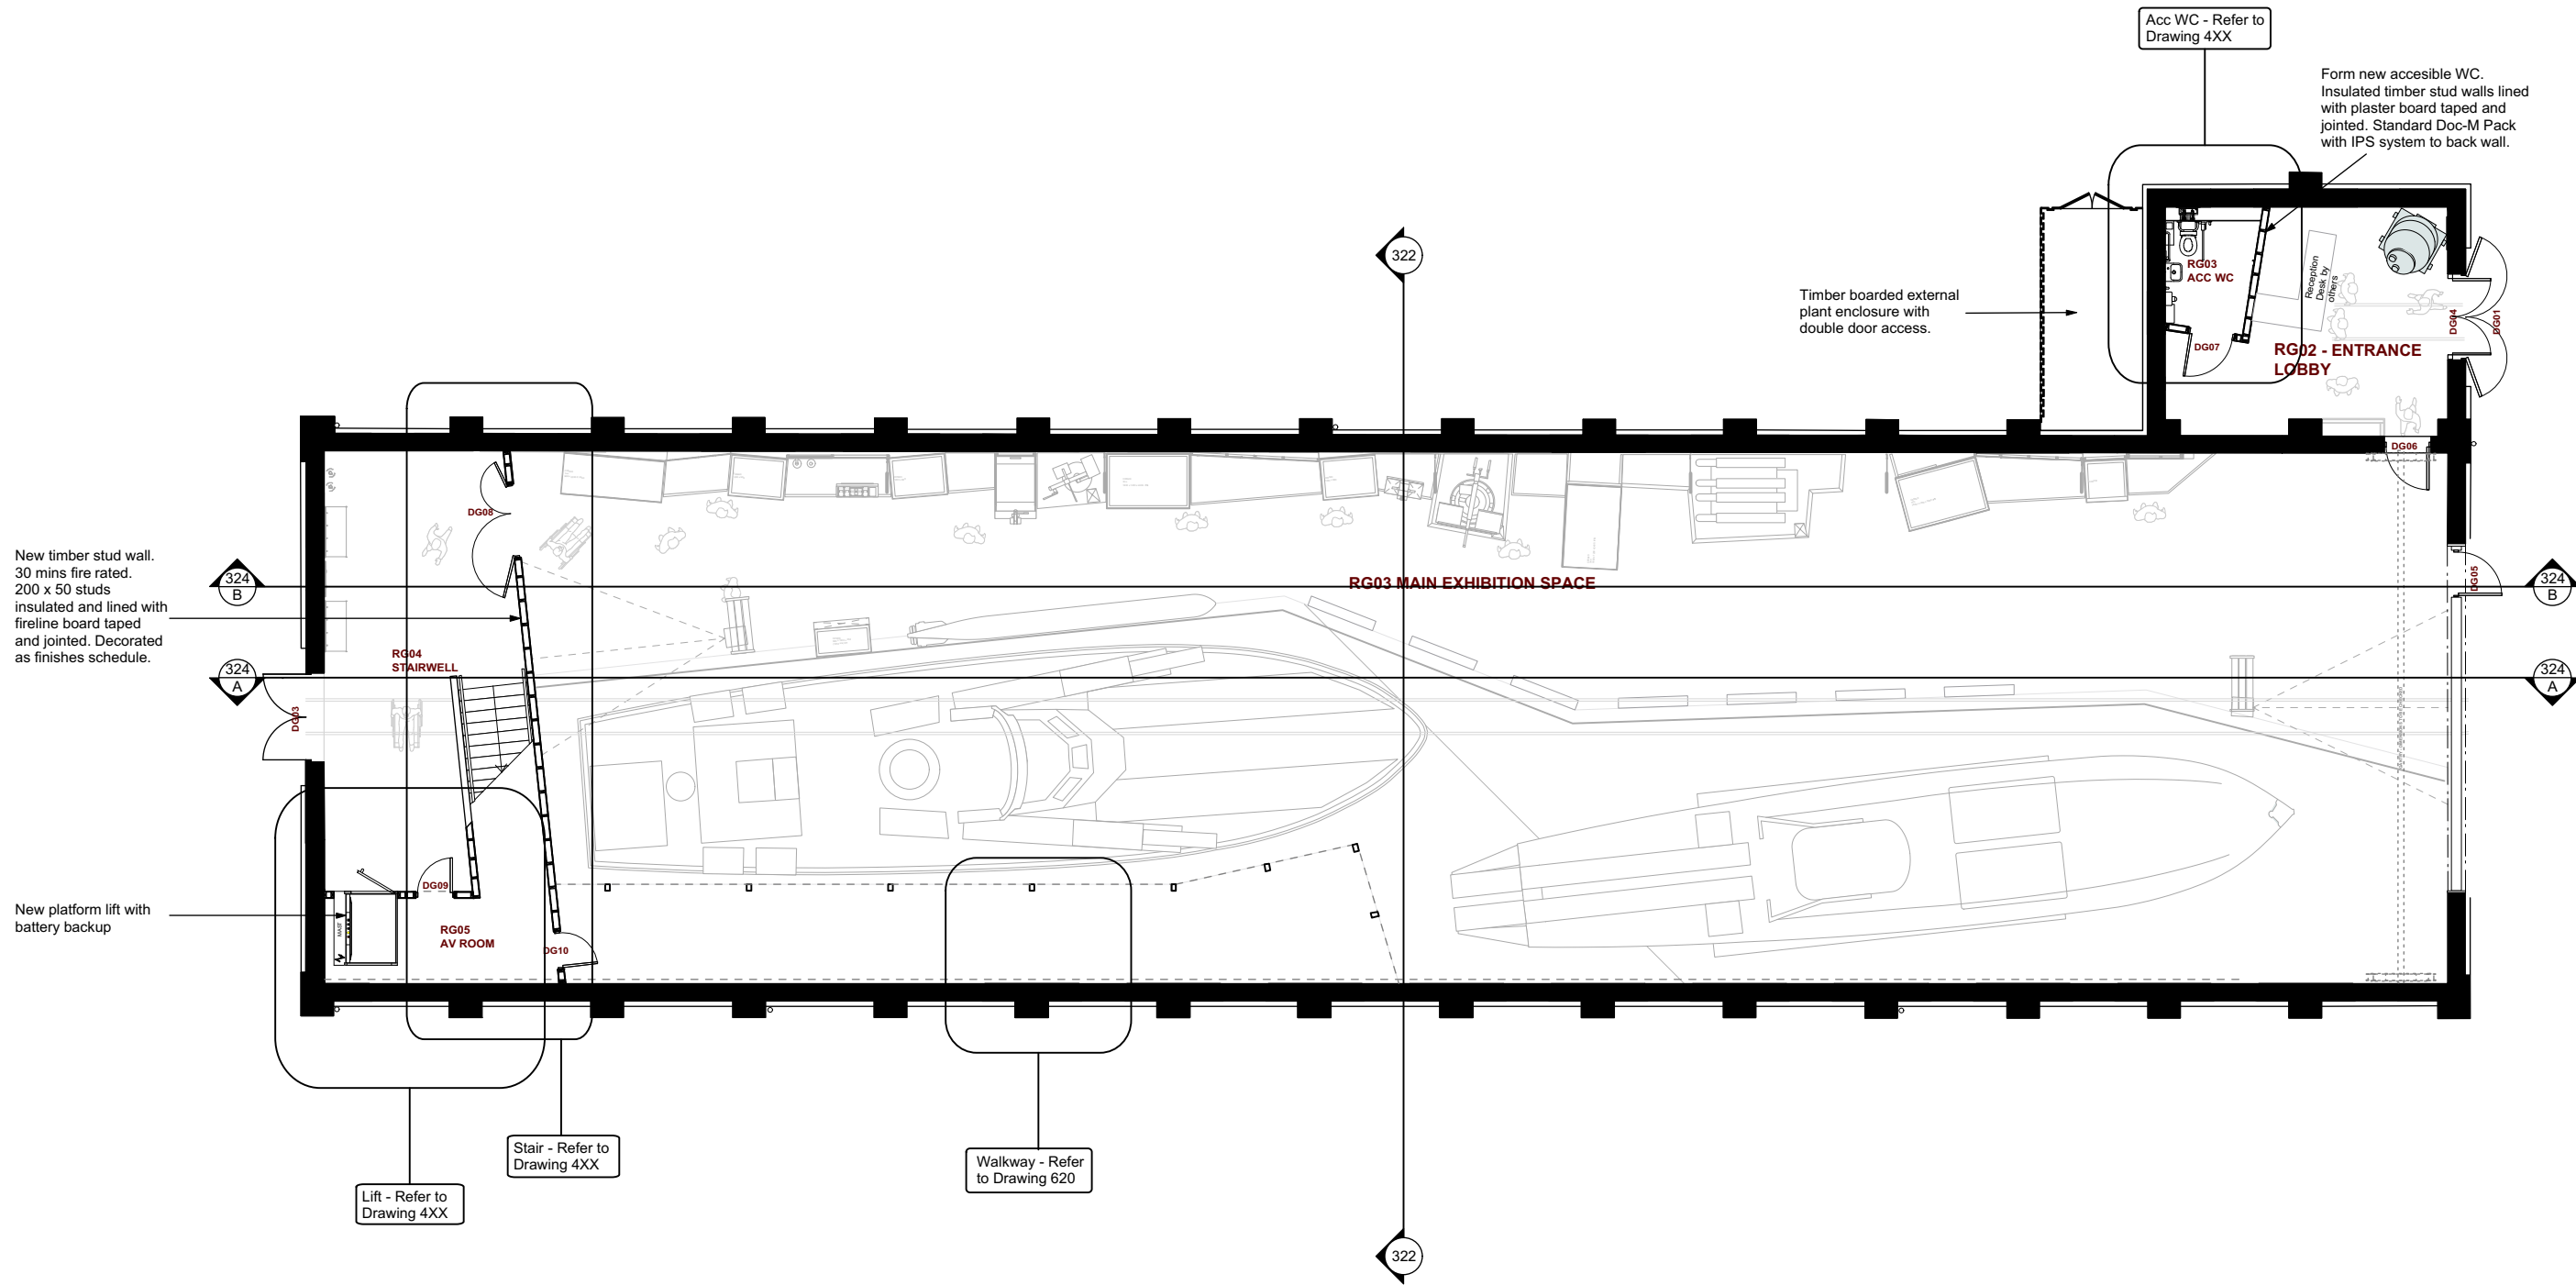 Acc WC - Refer to
Drawing 4XX
Form new accesible WC.
Insulated timber stud walls lined
with plaster board taped and
jointed. Standard Doc-M Pack
with IPS system to back wall.
322
RG03
ACC WC
Reception
Desk by
others
Timber boarded external
plant enclosure with
double door access.
DG04
DG01
DG07
RG02 - ENTRANCE
LOBBY
DG06
DG08
New timber stud wall.
30 mins fire rated.
200 x 50 studs
insulated and lined with
fireline board taped
and jointed. Decorated
as finishes schedule.
324
B
RG03 MAIN EXHIBITION SPACE
DG05
324
B
RG04
STAIRWELL
324
A
324
A
DG03
DG09
New platform lift with
battery backup
MAST
RG05
AV ROOM
DG10
Stair - Refer to
Drawing 4XX
Walkway - Refer
to Drawing 620
Lift - Refer to
Drawing 4XX
322